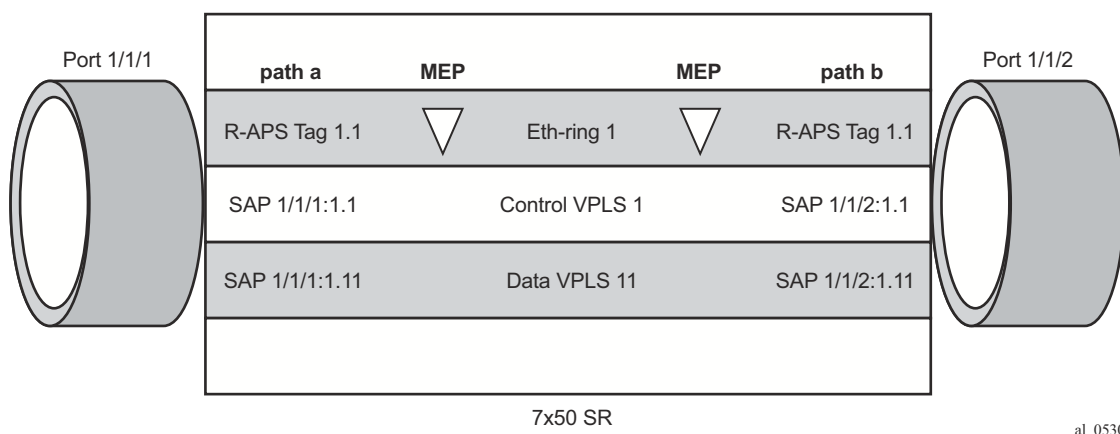 Port 1/1/1
Port 1/1/2
path a MEP MEP path b
R-APS Tag 1.1 Eth-ring 1 R-APS Tag 1.1
SAP 1/1/1:1.1 Control VPLS 1 SAP 1/1/2:1.1
SAP 1/1/1:1.11 Data VPLS 11 SAP 1/1/2:1.11
7x50 SR